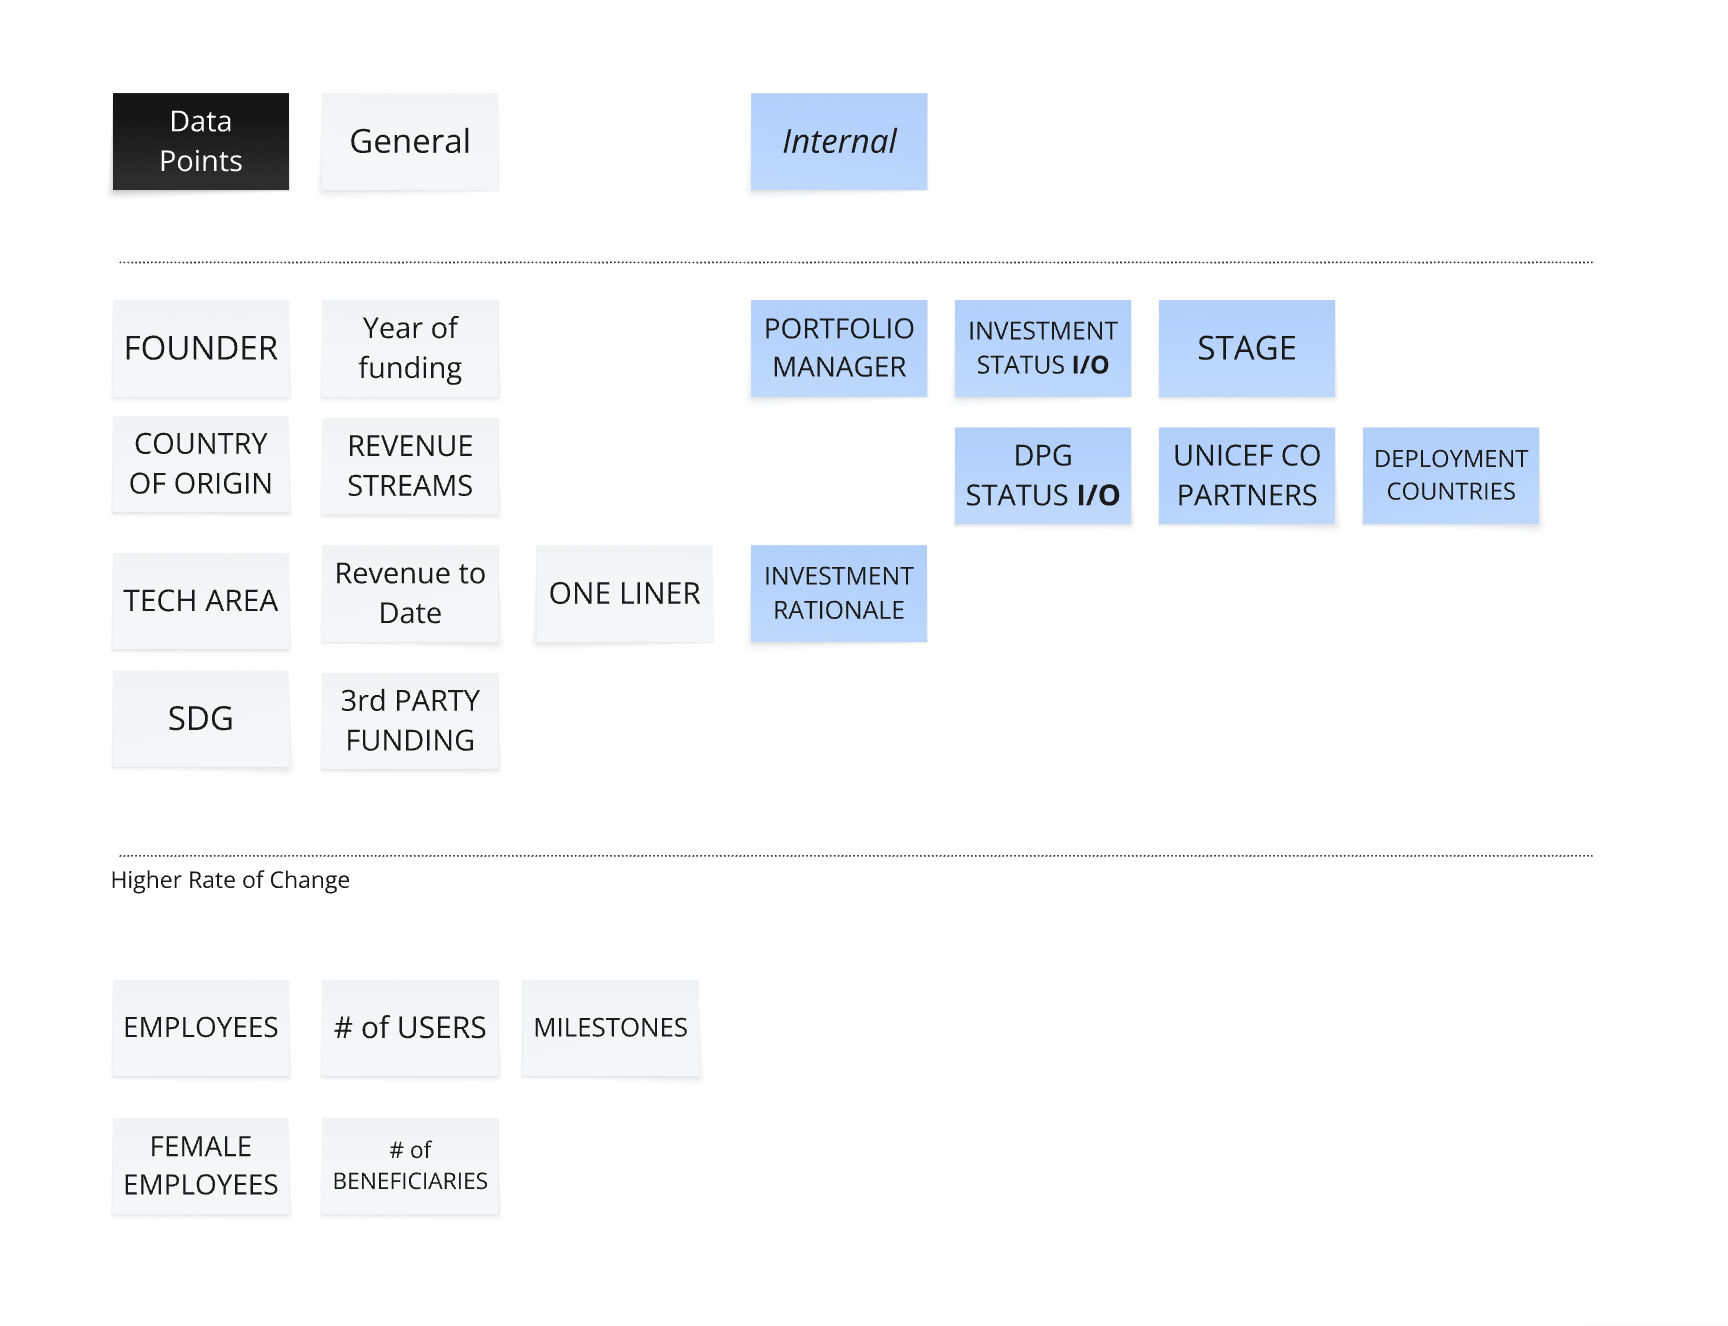 Data
Points
General
Internal
FOUNDER
Year of
funding
PORTFOLIO
MANAGER
INVESTMENT
STATUS I/O
STAGE
COUNTRY
OF ORIGIN
REVENUE
STREAMS
DPG
STATUS I/O
UNICEF CO
PARTNERS
DEPLOYMENT
COUNTRIES
TECH AREA
Revenue to
Date
ONE LINER
INVESTMENT
RATIONALE
SDG
3rd PARTY
FUNDING
Higher Rate of Change
EMPLOYEES
# of USERS
MILESTONES
FEMALE
EMPLOYEES
# of
BENEFICIARIES